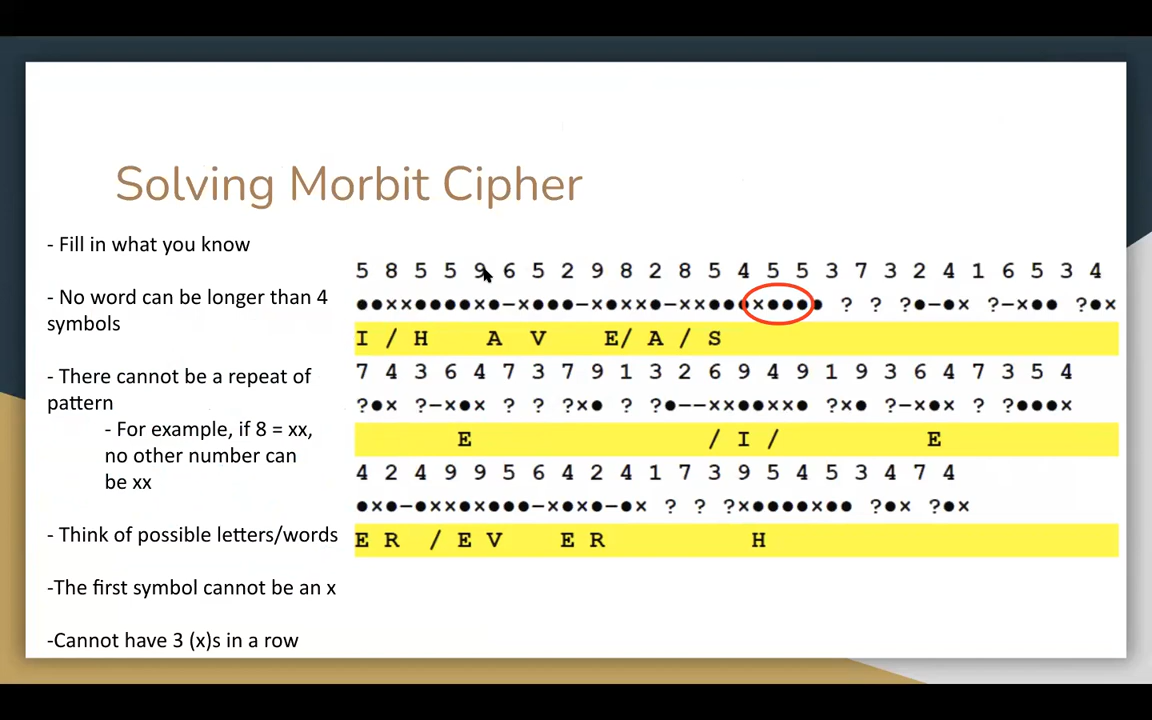 Solving Morbit Cipher
- Fill in what you know
- No word can be longer than 4
symbols
- There cannot be a repeat of
pattern
- For example, if 8 = xx,
no other number can
be xx
- Think of possible letters/words
-The first symbol cannot be an x
-Cannot have 3 (x)s in a row
5 8 5 5 9 6 5 2 9 8 2 8 5 4 5 5 3 7 3 2 4 1 6 5 3 4
●●××●●●●×●–×●●●–×●××●–××●●●×●●●● ? ? ?●–●× ?–×●● ?●×
I / H A V E/ A / S
7 4 3 6 4 7 3 7 9 1 3 2 6 9 4 9 1 9 3 6 4 7 3 5 4
?●× ?–×●× ? ? ?×● ? ?●––××●●××● ?×● ?–×●× ? ?●●●×
E / I / E
4 2 4 9 9 5 6 4 2 4 1 7 3 9 5 4 5 3 4 7 4
●×●–●××●×●●●–×●×●–●× ? ? ?×●●●●×●● ?●× ?●×
E R / E V E R H